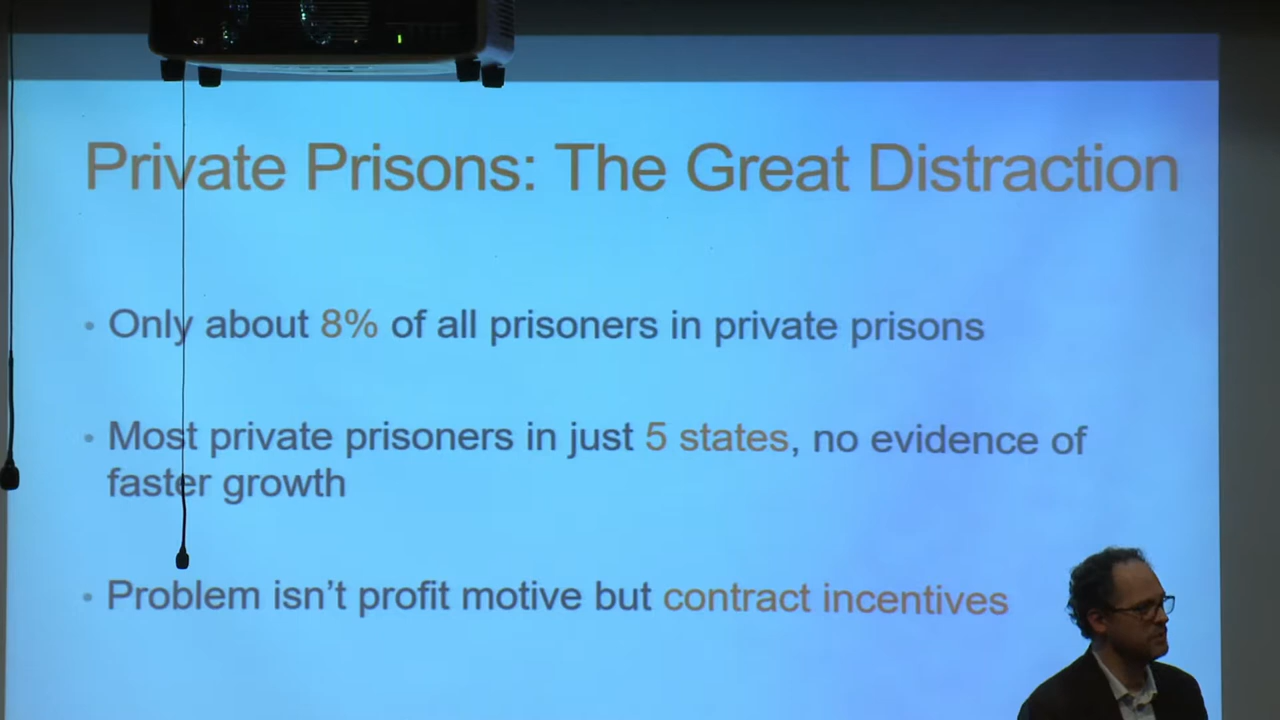 Private Prisons: The Great Distraction
• Only about 8% of all prisoners in private prisons
• Most private prisoners in just 5 states, no evidence of
faster growth
• Problem isn't profit motive but contract incentives